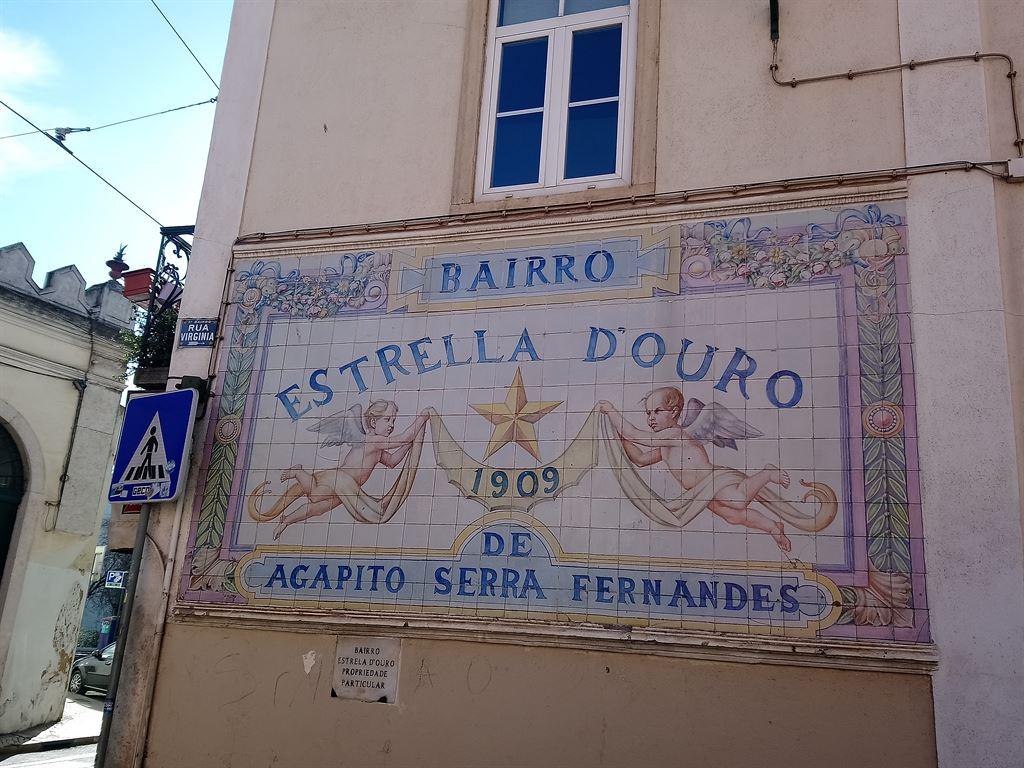 BAIRRO
ESTRELLA D'OURO
1909
DE
AGAPITO SERRA FERNANDES
RUA
VIRGINIA
BAIRRO
ESTRELA D'OURO
PROPRIEDADE
PARTICULAR
P